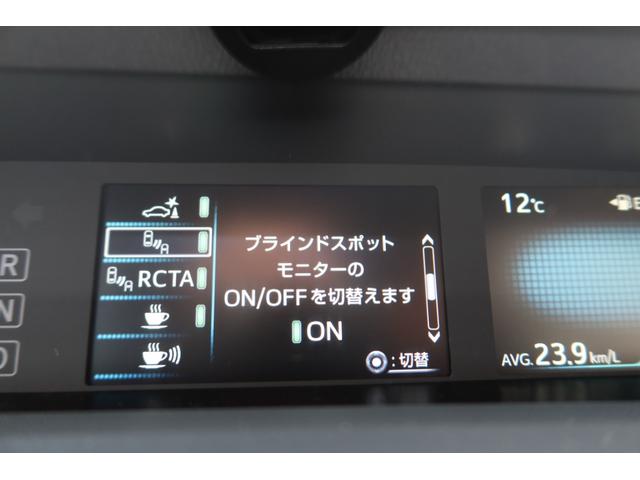 RCTA
ブラインドスポット
モニターの
ON/OFFを切替えます
ON
:切替
12℃
E
AVG.23.9km/L
R
N
D